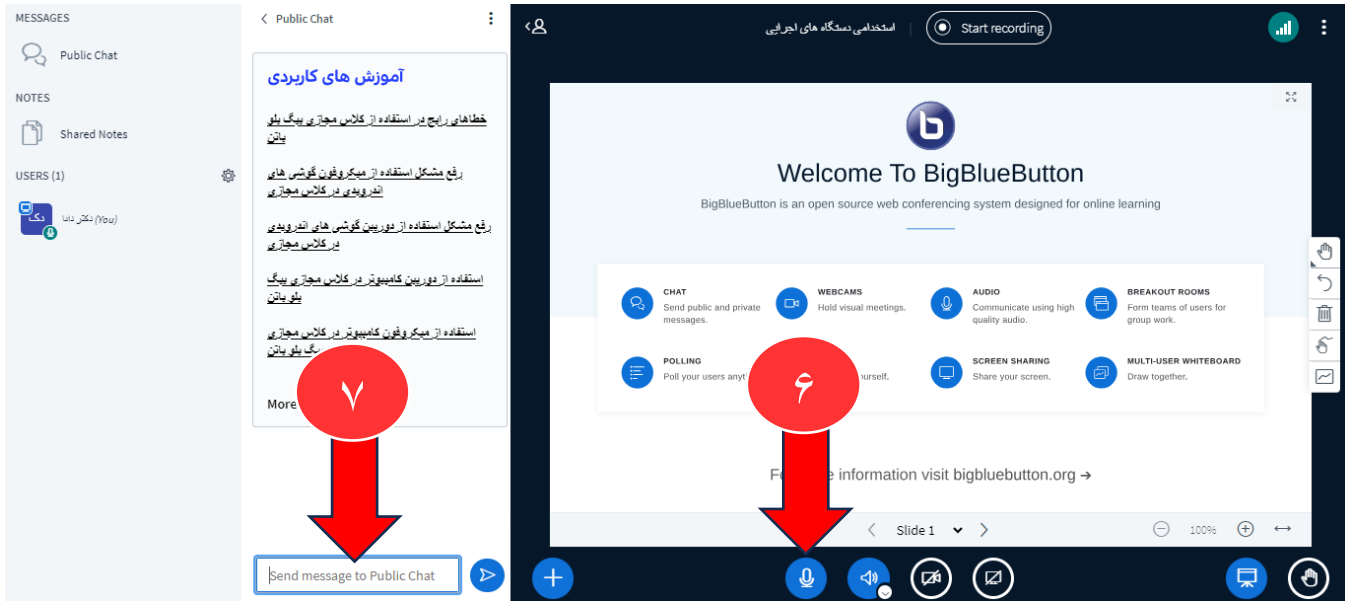 MESSAGES
Public Chat
NOTES
Shared Notes
USERS (1)
دک
دکتر دادا (You)
Public Chat
آموزش های کاربردی
خطاهای رایج در استفاده از کلاس مجازی بیگ بلو
باتن
رفع مشکل استفاده از میکروفون گوشی های
اندرویدی در کلاس مجازی
رفع مشکل استفاده از دوربین گوشی های اندرویدی
در کلاس مجازی
استفاده از دوربین کامپیوتر در کلاس مجازی بیگ
بلو باتن
استفاده از میکروفون کامپیوتر در کلاس مجازی
بلو باتن
More
۷
Send message to Public Chat
استخدامی دستگاه های اجرایی
Start recording
b
Welcome To BigBlueButton
BigBlueButton is an open source web conferencing system designed for online learning
CHAT
Send public and private
messages.
WEBCAMS
Hold visual meetings.
AUDIO
Communicate using high
quality audio.
BREAKOUT ROOMS
Form teams of users for
group work.
POLLING
Poll your users
۶
SCREEN SHARING
Share your screen.
MULTI-USER WHITEBOARD
Draw together.
information visit bigbluebutton.org →
Slide 1
100%